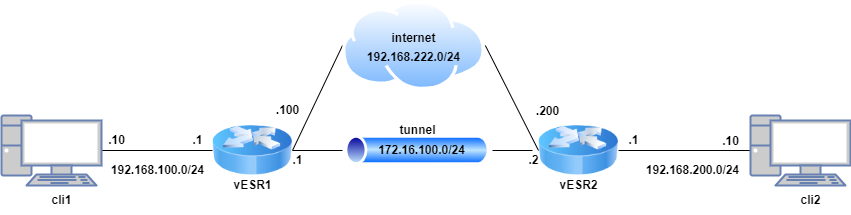 internet
192.168.222.0/24
.100
.200
tunnel
.10
.1
.1
172.16.100.0/24
.2
.1
.10
192.168.100.0/24
192.168.200.0/24
vESR1
vESR2
cli1
cli2